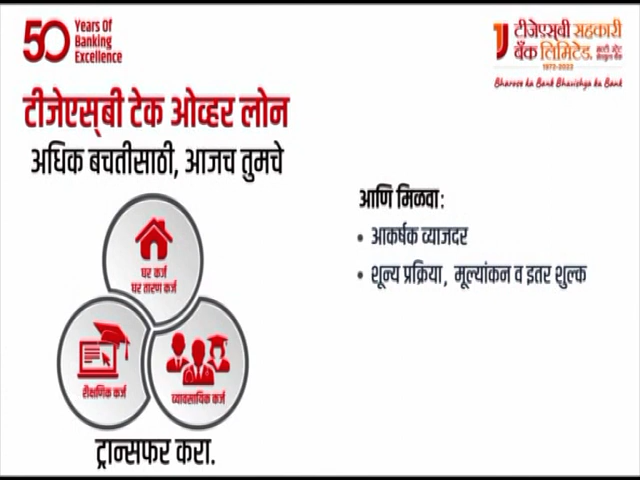 50 Years Of
Banking
Excellence
टीजेएसबी सहकारी
बँक लिमिटेड. मल्टी स्टेट
शेड्युल्ड बँक
1972-2022
Bharose ka Bank Bhavishya ka Bank
टीजेएस्बी टेक ओव्हर लोन
अधिक बचतीसाठी, आजच तुमचे
घर कर्ज
घर तारण कर्ज
शैक्षणिक कर्ज
व्यावसायिक कर्ज
ट्रान्सफर करा.
आणि मिळवा:
• आकर्षक व्याजदर
• शून्य प्रक्रिया, मूल्यांकन व इतर शुल्क